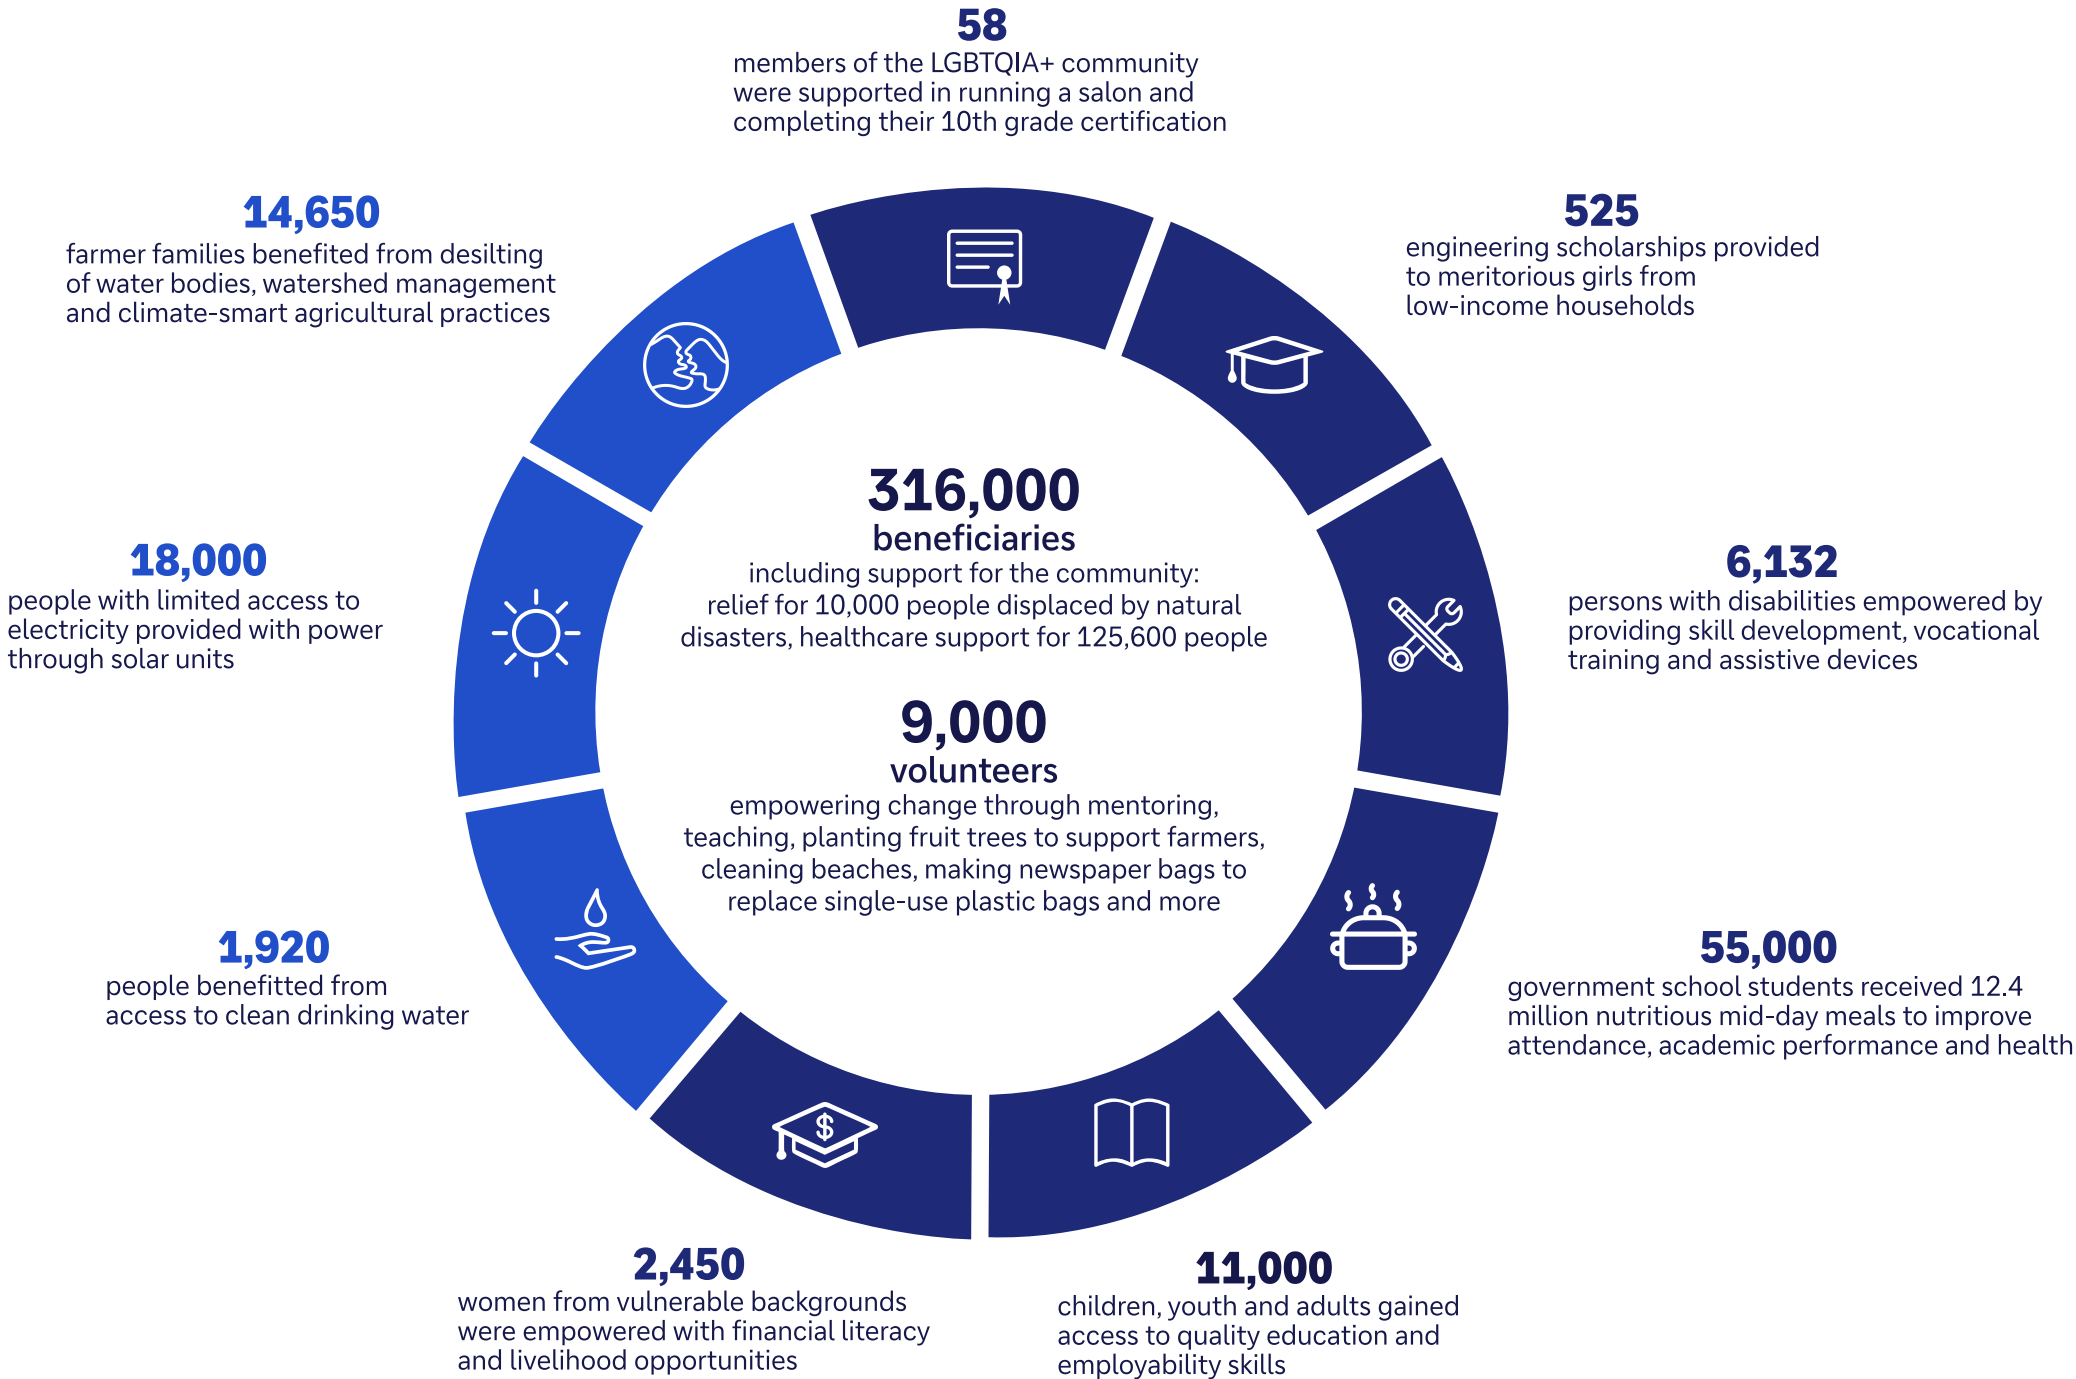 58
members of the LGBTQIA+ community
were supported in running a salon and
completing their 10th grade certification
14,650
farmer families benefited from desilting
of water bodies, watershed management
and climate-smart agricultural practices
525
engineering scholarships provided
to meritorious girls from
low-income households
316,000
beneficiaries
including support for the community:
relief for 10,000 people displaced by natural
disasters, healthcare support for 125,600 people
18,000
people with limited access to
electricity provided with power
through solar units
6,132
persons with disabilities empowered by
providing skill development, vocational
training and assistive devices
9,000
volunteers
empowering change through mentoring,
teaching, planting fruit trees to support farmers,
cleaning beaches, making newspaper bags to
replace single-use plastic bags and more
1,920
people benefitted from
access to clean drinking water
55,000
government school students received 12.4
million nutritious mid-day meals to improve
attendance, academic performance and health
$
2,450
women from vulnerable backgrounds
were empowered with financial literacy
and livelihood opportunities
11,000
children, youth and adults gained
access to quality education and
employability skills